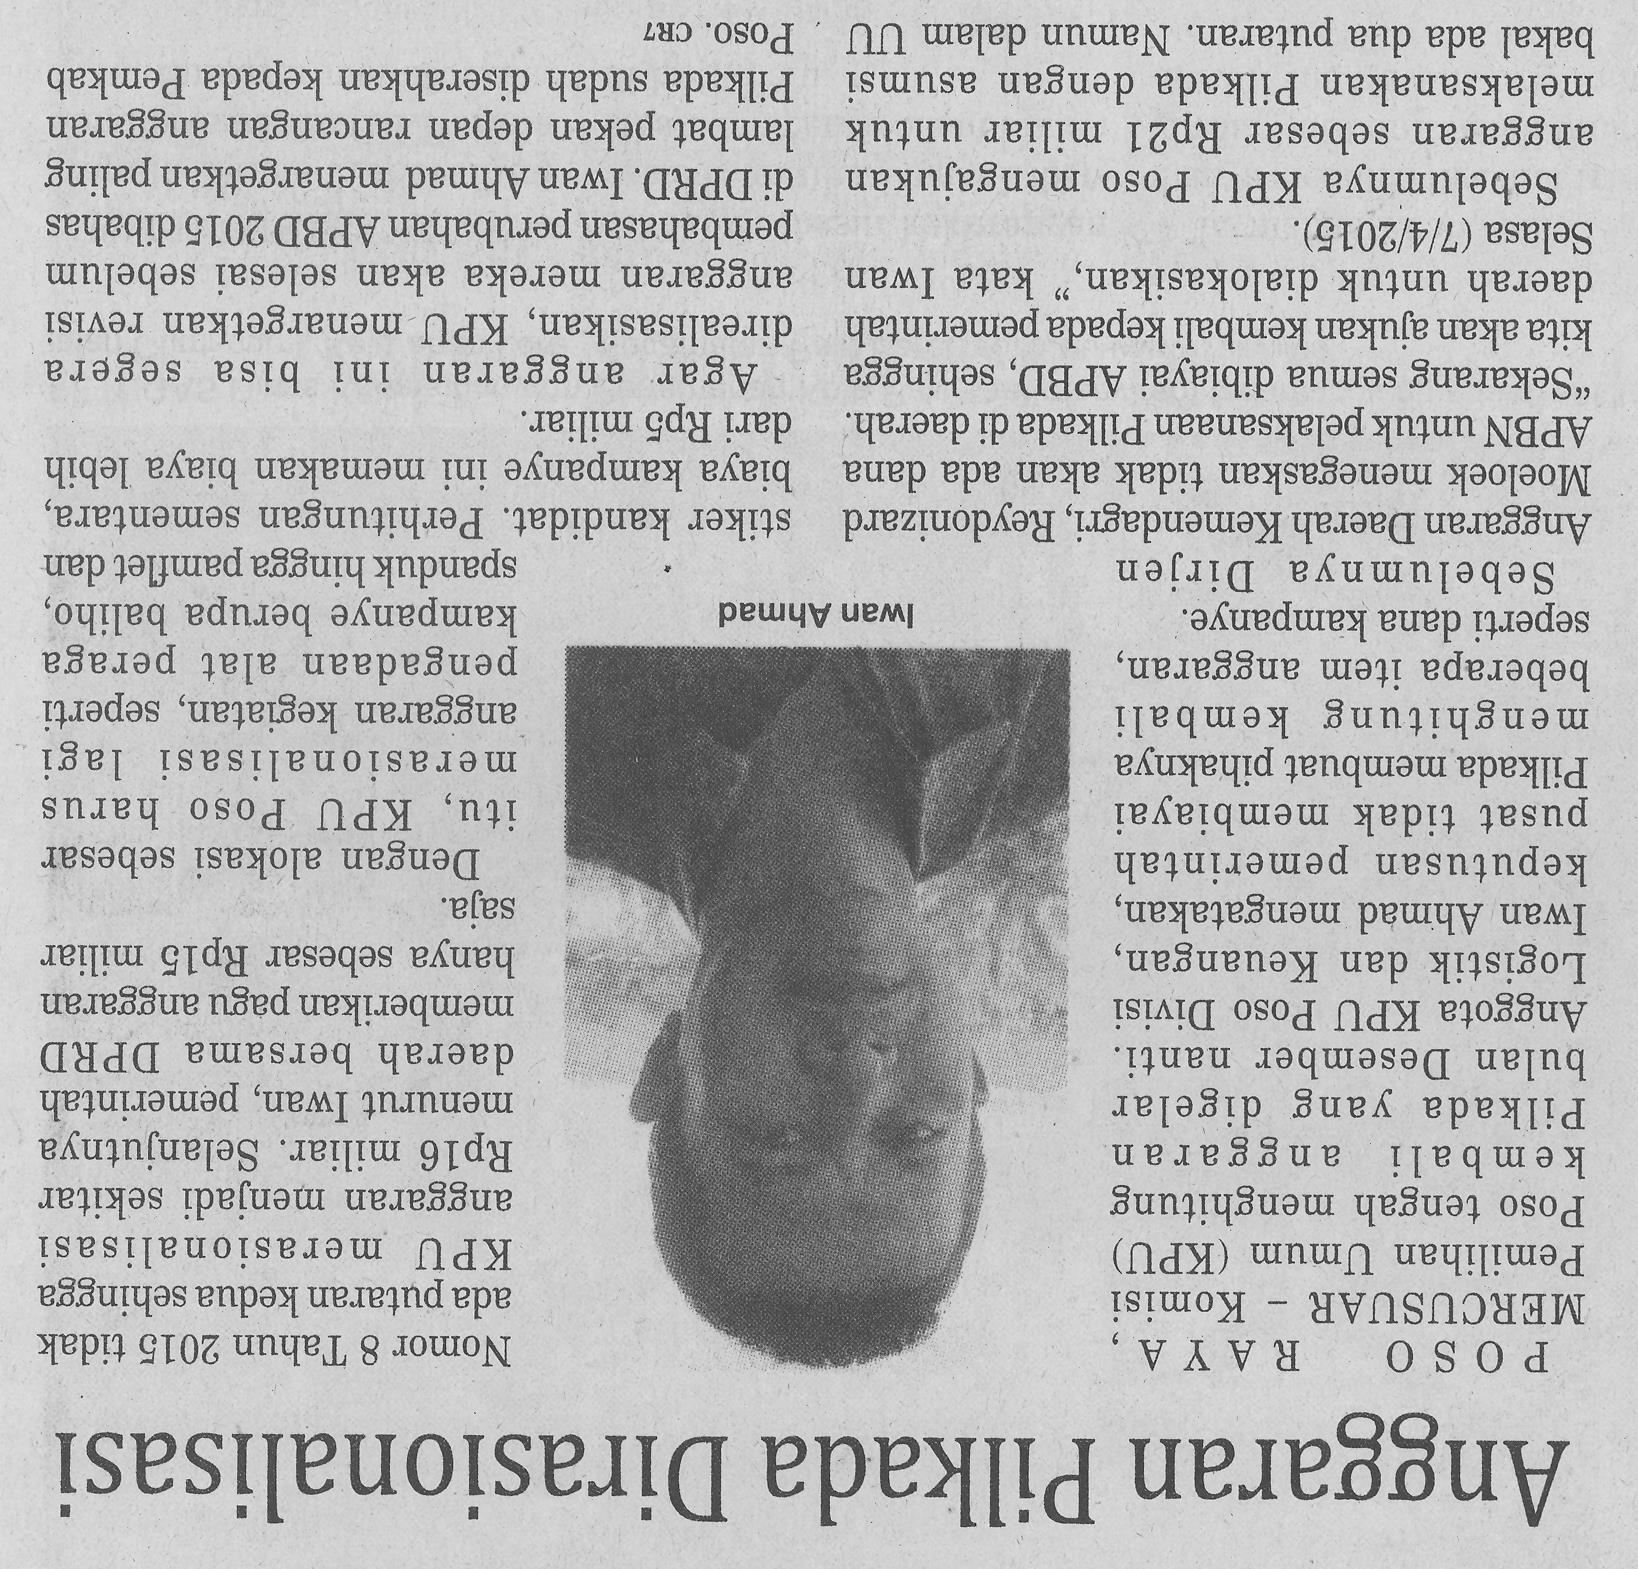 Anggaran Pilkada Dirasionalisasi
POSO RAYA,
MERCUSUAR – Komisi
Pemilihan Umum (KPU)
Poso tengah menghitung
kembali anggaran
Pilkada yang digelar
bulan Desember nanti.
Anggota KPU Poso Divisi
Logistik dan Keuangan,
Iwan Ahmad mengatakan,
keputusan pemerintah
pusat tidak membiayai
Pilkada membuat pihaknya
menghitung kembali
beberapa item anggaran,
seperti dana kampanye.
Sebelumnya Dirjen
Anggaran Daerah Kemendagri, Reydonizard
Moeloek menegaskan tidak akan ada dana
APBN untuk pelaksanaan Pilkada di daerah.
“Sekarang semua dibiayai APBD, sehingga
kita akan ajukan kembali kepada pemerintah
daerah untuk dialokasikan,” kata Iwan
Selasa (7/4/2015).
Sebelumnya KPU Poso mengajukan
anggaran sebesar Rp21 miliar untuk
melaksanakan Pilkada dengan asumsi
bakal ada dua putaran. Namun dalam UU
Iwan Ahmad
Nomor 8 Tahun 2015 tidak
ada putaran kedua sehingga
KPU merasionalisasi
anggaran menjadi sekitar
Rp16 miliar. Selanjutnya
menurut Iwan, pemerintah
daerah bersama DPRD
memberikan pagu anggaran
hanya sebesar Rp15 miliar
saja.
Dengan alokasi sebesar
itu, KPU Poso harus
merasionalisasi lagi
anggaran kegiatan, seperti
pengadaan alat peraga
kampanye berupa baliho,
spanduk hingga pamflet dan
stiker kandidat. Perhitungan sementara,
biaya kampanye ini memakan biaya lebih
dari Rp5 miliar.
Agar anggaran ini bisa segera
direalisasikan, KPU menargetkan revisi
anggaran mereka akan selesai sebelum
pembahasan perubahan APBD 2015 dibahas
di DPRD. Iwan Ahmad menargetkan paling
lambat pekan depan rancangan anggaran
Pilkada sudah diserahkan kepada Pemkab
Poso. CR7